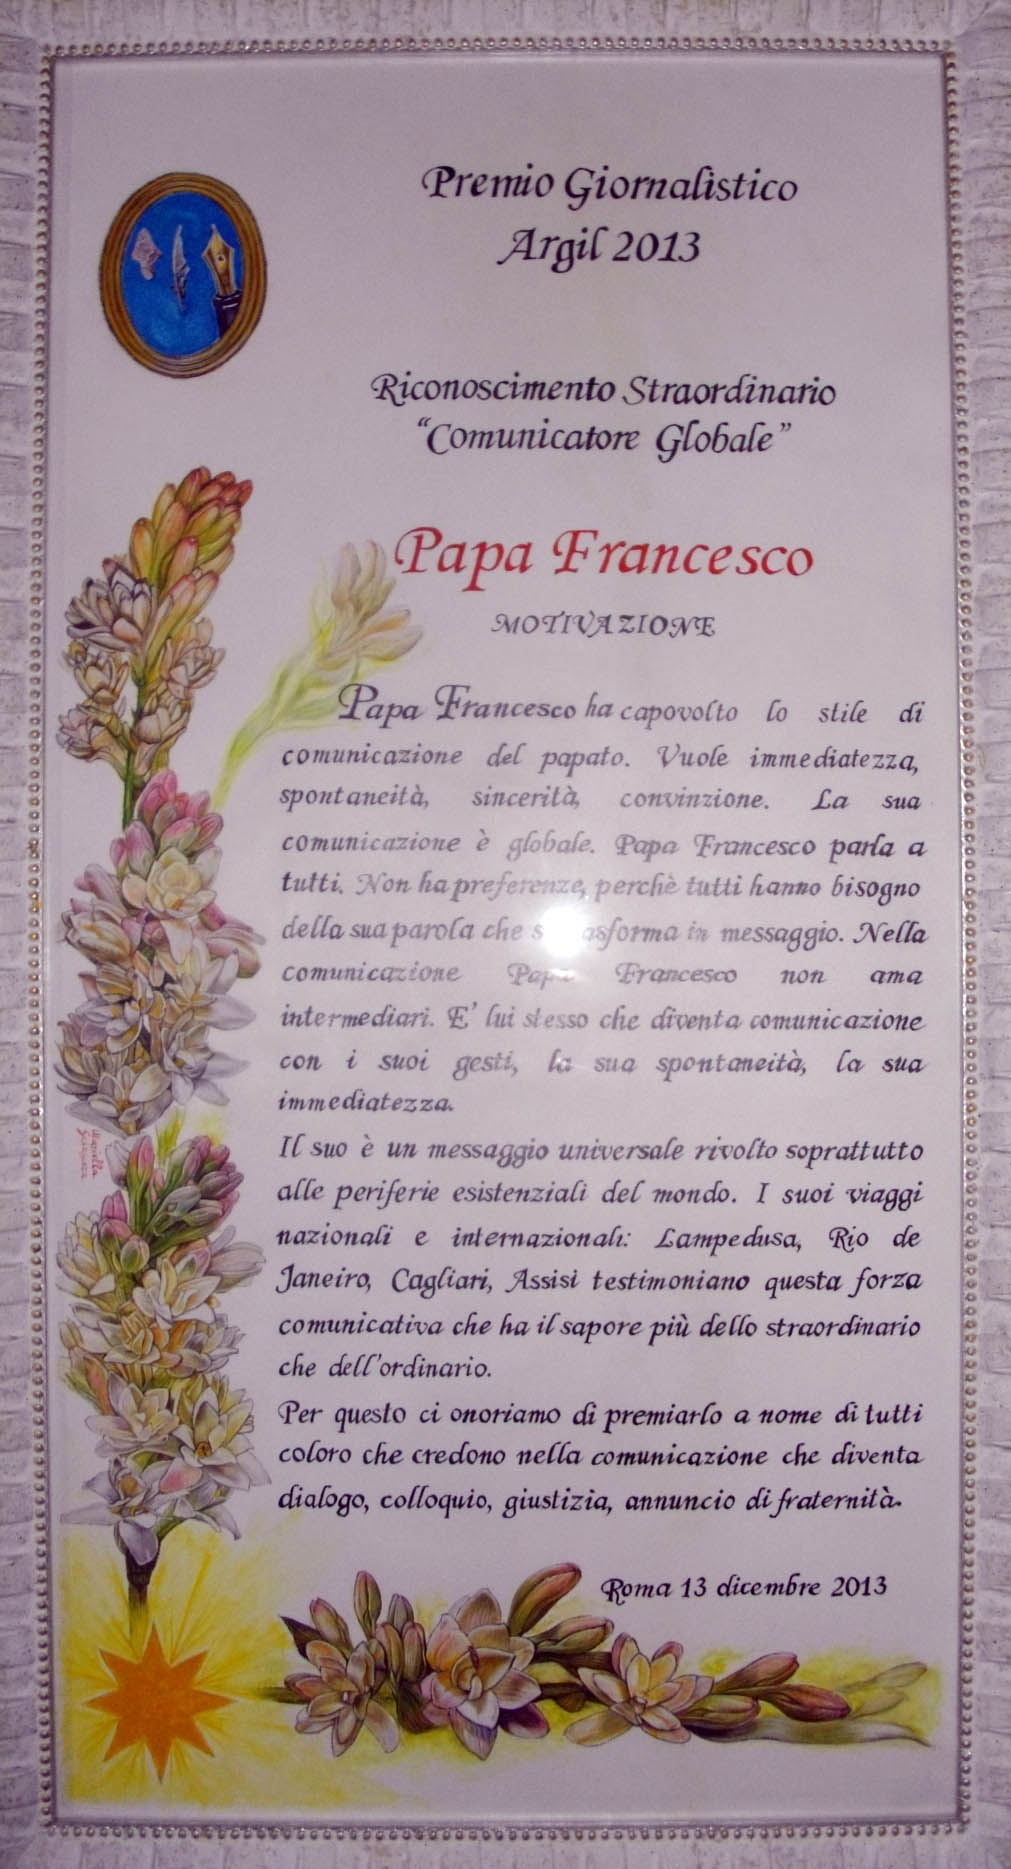 Premio Giornalistico
Argil 2013
Riconoscimento Straordinario
“Comunicatore Globale”
Papa Francesco
MOTIVAZIONE
Papa Francesco ha capovolto lo stile di
comunicazione del papato. Vuole immediatezza,
spontaneità, sincerità, convinzione. La sua
comunicazione è globale. Papa Francesco parla a
tutti. Non ha preferenze, perchè tutti hanno bisogno
della sua parola che s asforma in messaggio. Nella
comunicazione Papa Francesco non ama
intermediari. E' lui stesso che diventa comunicazione
con i suoi gesti, la sua spontaneità, la sua
immediatezza.
Il suo è un messaggio universale rivolto soprattutto
alle periferie esistenziali del mondo. I suoi viaggi
nazionali e internazionali: Lampedusa, Rio de
Janeiro, Cagliari, Assisi testimoniano questa forza
comunicativa che ha il sapore più dello straordinario
che dell'ordinario.
Per questo ci onoriamo di premiarlo a nome di tutti
coloro che credono nella comunicazione che diventa
dialogo, colloquio, giustizia, annuncio di fraternità.
Roma 13 dicembre 2013